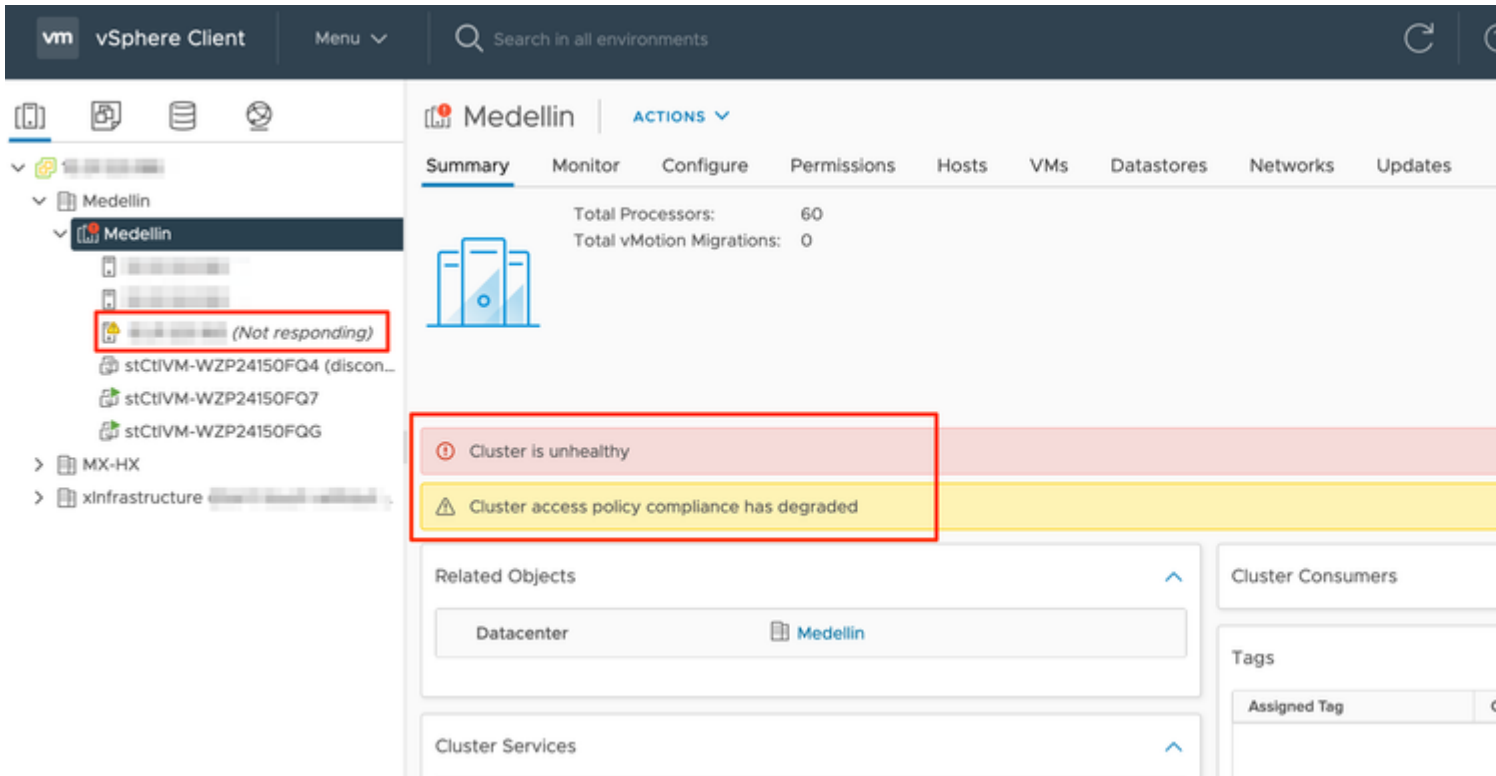 vm vSphere Client Menu Search in all environments
Medellin ACTIONS
Summary Monitor Configure Permissions Hosts VMs Datastores Networks Updates
Medellin
Medellin
(Not responding)
stCtlVM-WZP24150FQ4 (discon...
stCtlVM-WZP24150FQ7
stCtlVM-WZP24150FQG
MX-HX
xInfrastructure
Total Processors: 60
Total vMotion Migrations: 0
Cluster is unhealthy
Cluster access policy compliance has degraded
Related Objects
Datacenter Medellin
Cluster Services
Cluster Consumers
Tags
Assigned Tag